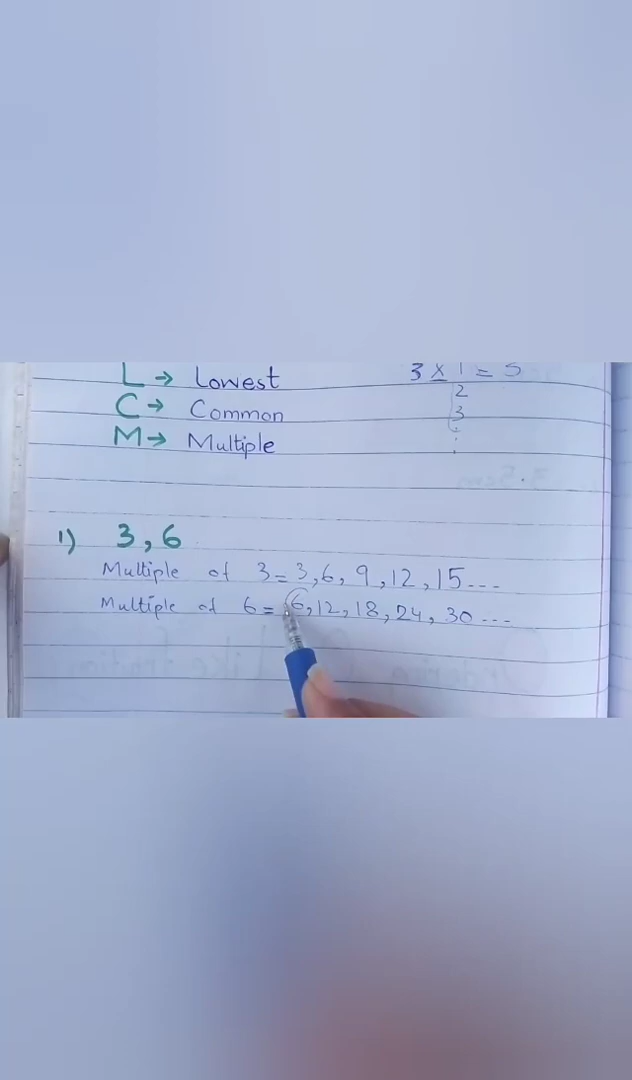 L → Lowest
3 × 1 = 3
2
C → Common
3
M → Multiple
1) 3, 6
Multiple of 3 = 3, 6, 9, 12, 15 ...
Multiple of 6 = 6, 12, 18, 24, 30 ...